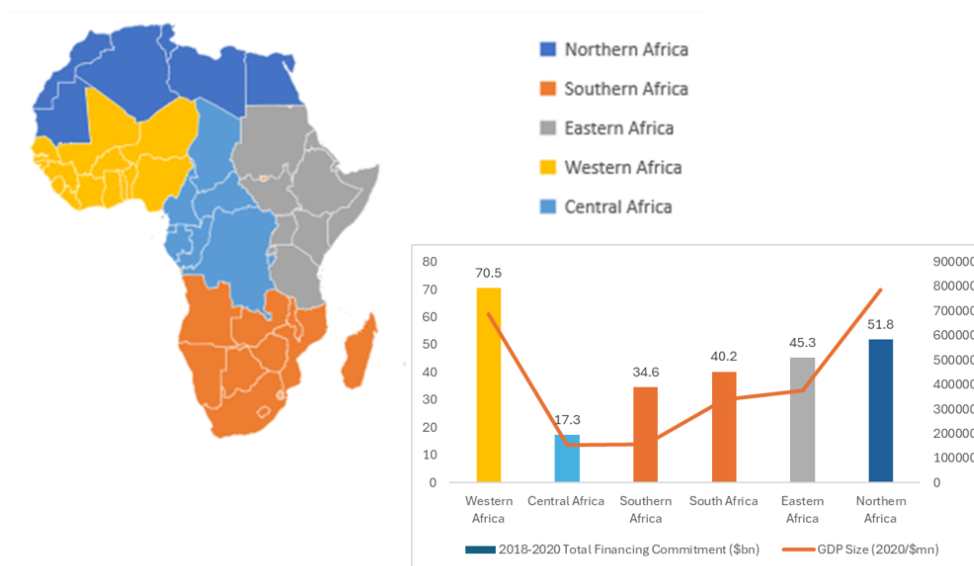 Northern Africa
Southern Africa
Eastern Africa
Western Africa
Central Africa
80
70
60
50
40
30
20
10
0
70.5
17.3
34.6
40.2
45.3
51.8
900000
800000
700000
600000
500000
400000
300000
200000
100000
0
Western
Africa
Central Africa
Southern
Africa
South Africa
Eastern
Africa
Northern
Africa
2018-2020 Total Financing Commitment ($bn)
GDP Size (2020/$mn)